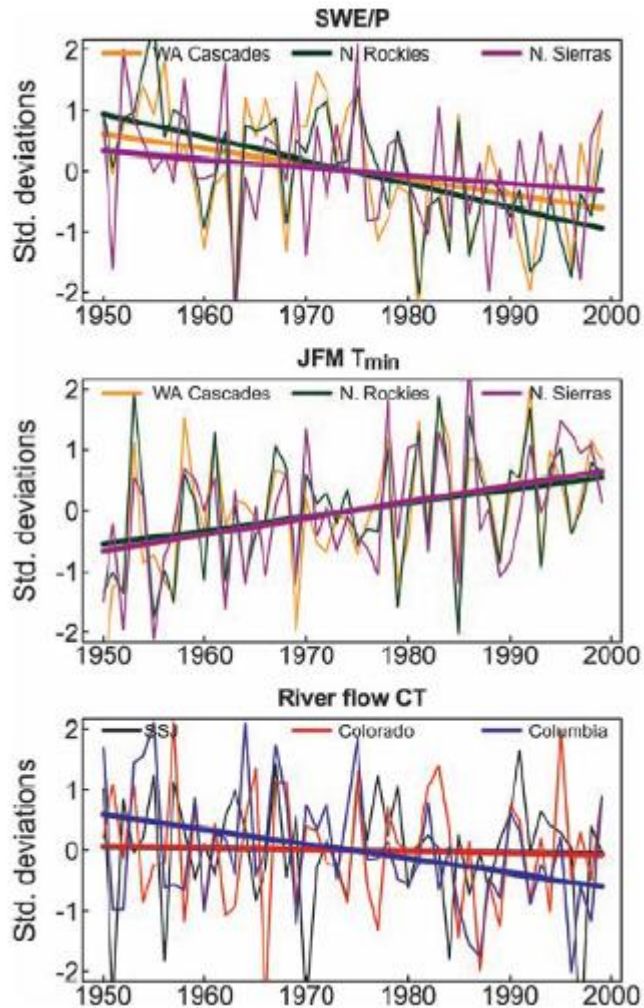 SWE/P
WA Cascades N. Rockies N. Sierras
Std. deviations
2
1
0
-1
-2
1950 1960 1970 1980 1990 2000
JFM Tmin
WA Cascades N. Rockies N. Sierras
Std. deviations
2
1
0
-1
-2
1950 1960 1970 1980 1990 2000
River flow CT
SSJ Colorado Columbia
Std. deviations
2
1
0
-1
-2
1950 1960 1970 1980 1990 2000